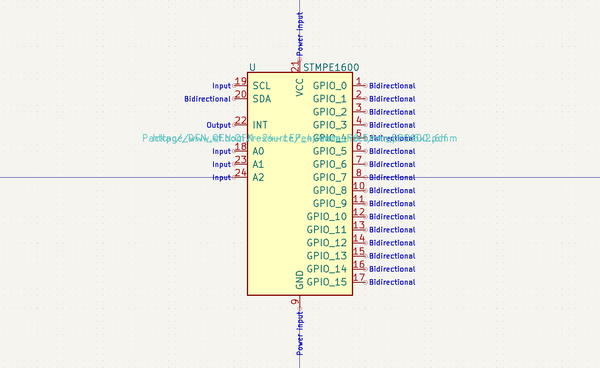 Power input
21
U STMPE1600
VCC
Input 19 SCL GPIO_0 1 Bidirectional
Bidirectional 20 SDA GPIO_1 2 Bidirectional
GPIO_2 3 Bidirectional
Output 22 INT GPIO_3 4 Bidirectional
5
Input 18 A0 GPIO_5 6 Bidirectional
Input 23 A1 GPIO_6 7 Bidirectional
Input 24 A2 GPIO_7 8 Bidirectional
GPIO_8 10 Bidirectional
GPIO_9 11 Bidirectional
GPIO_10 12 Bidirectional
GPIO_11 13 Bidirectional
GPIO_12 14 Bidirectional
GPIO_13 15 Bidirectional
GPIO_14 16 Bidirectional
GPIO_15 17 Bidirectional
GND
9
Power input